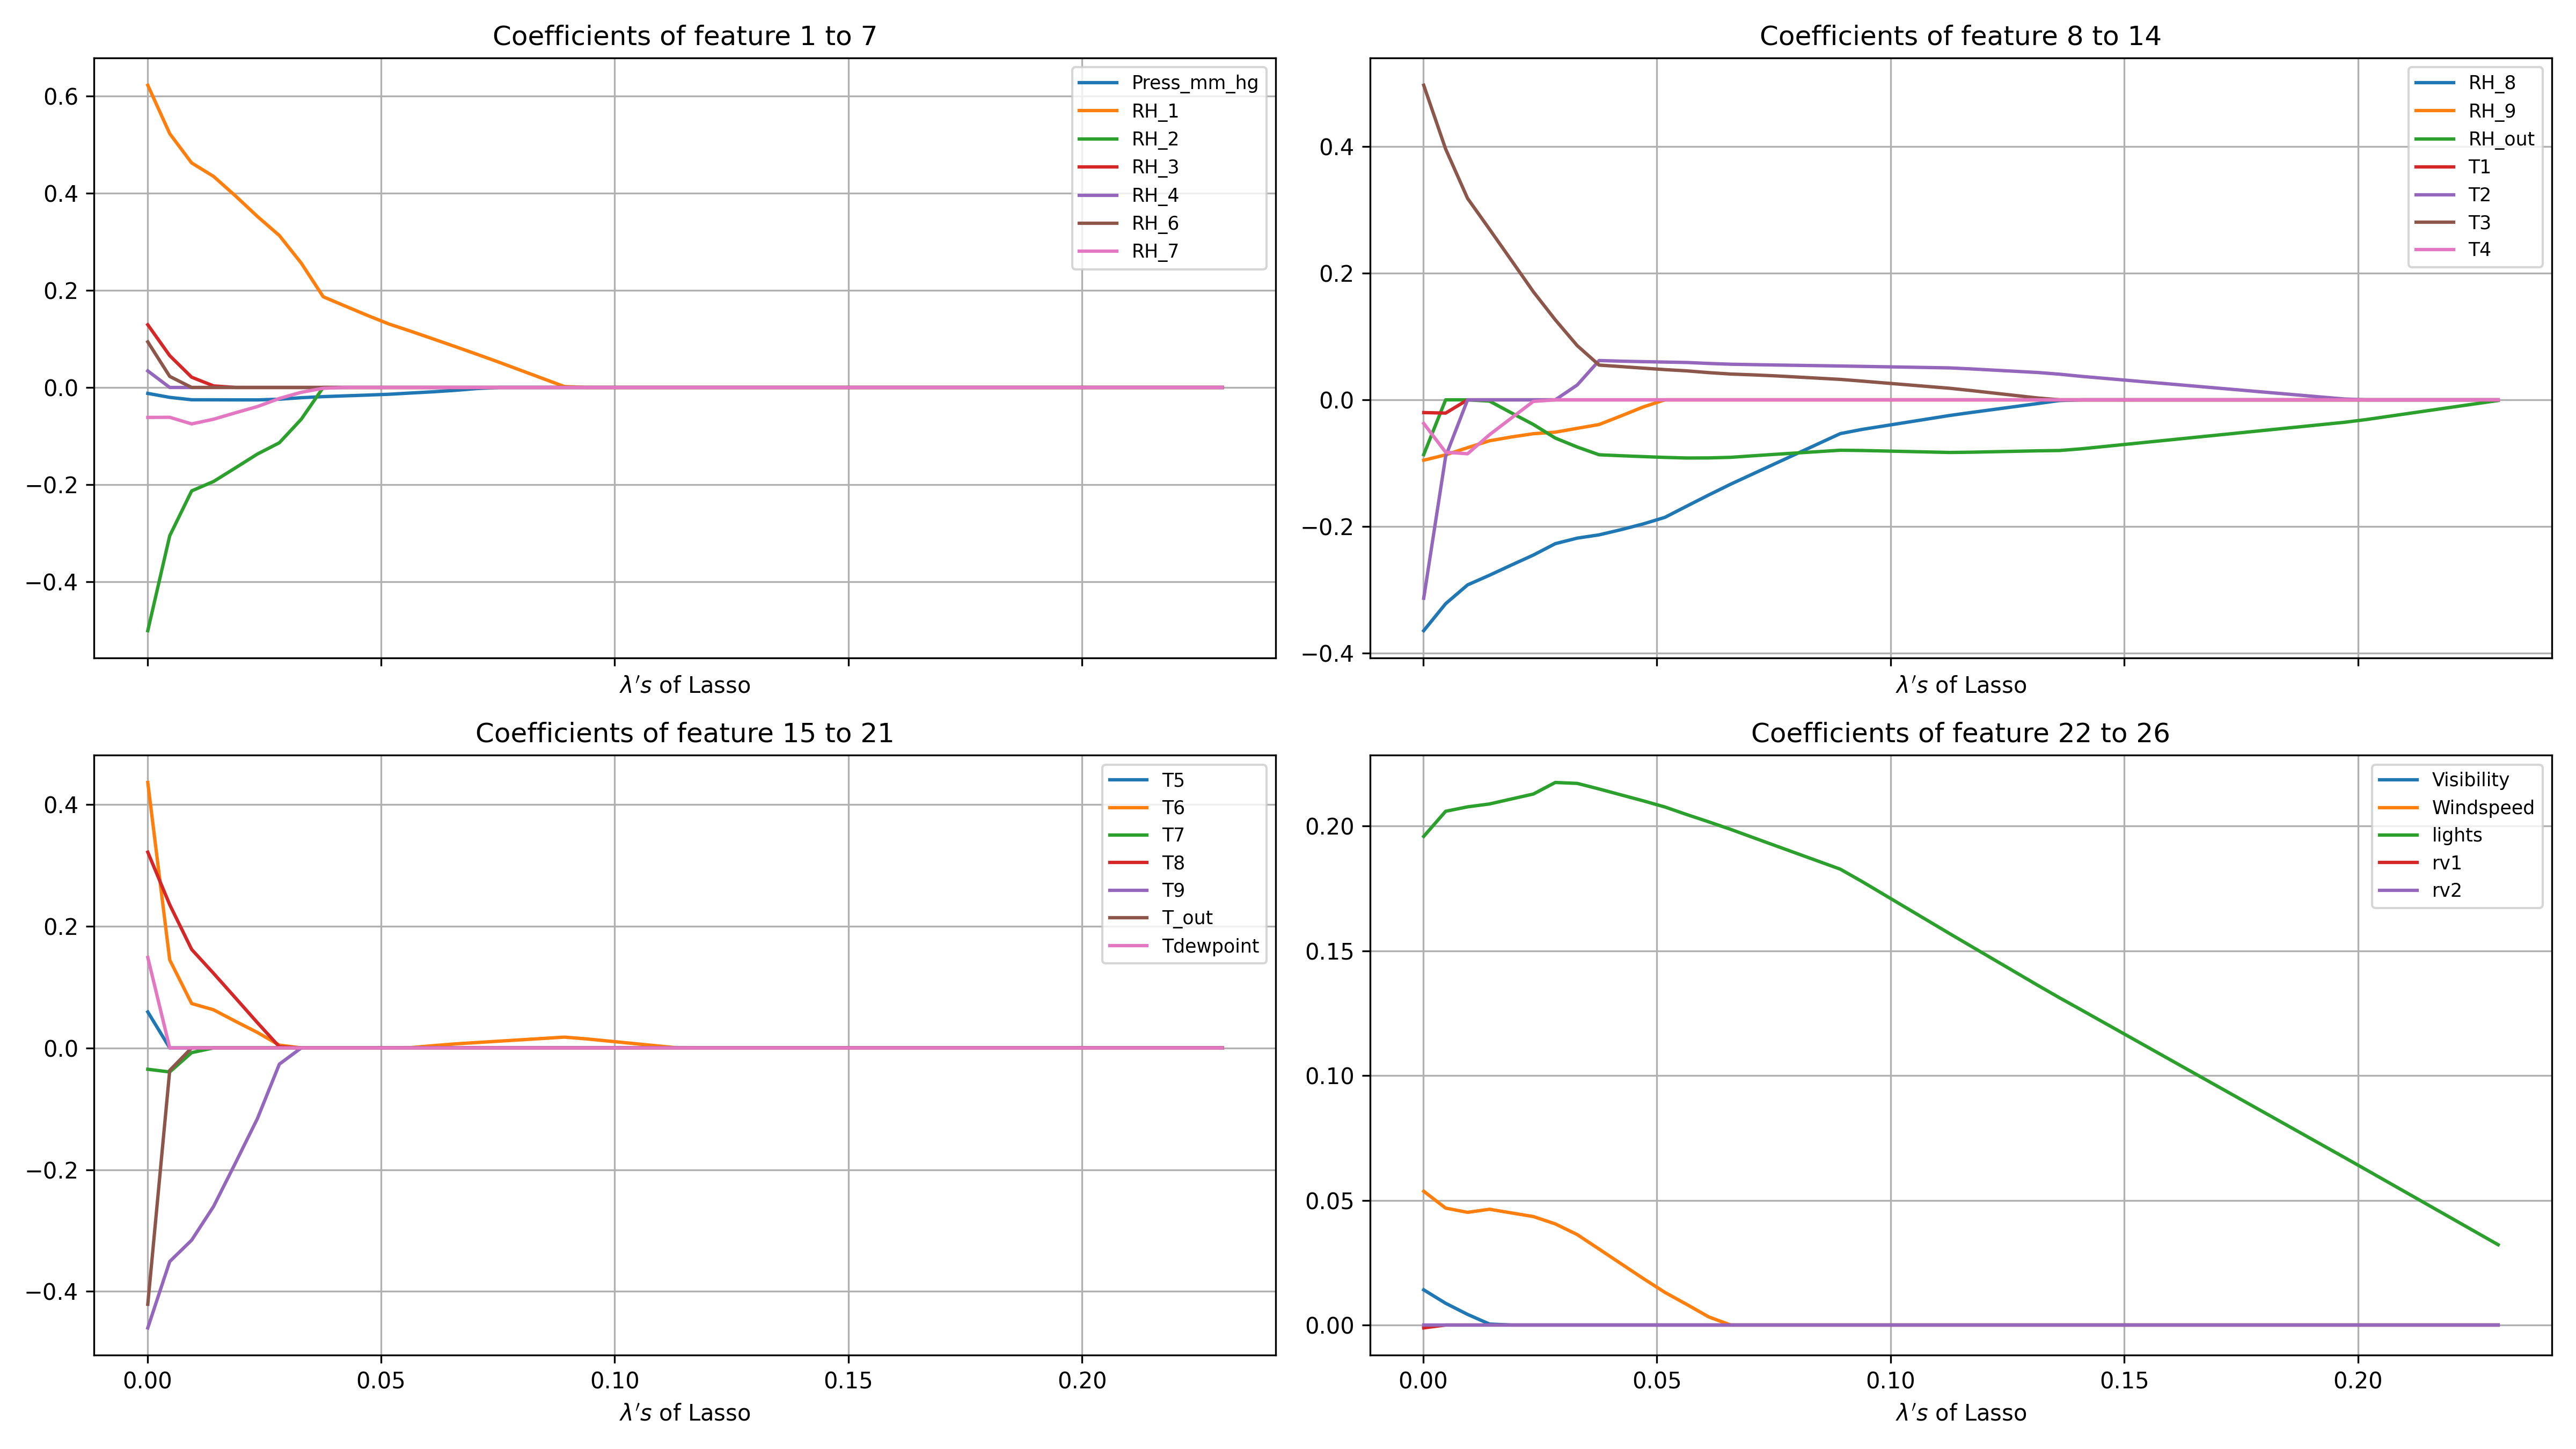 Coefficients of feature 1 to 7
0.6
0.4
0.2
0.0
−0.2
−0.4
Press_mm_hg
RH_1
RH_2
RH_3
RH_4
RH_6
RH_7
λ's of Lasso
Coefficients of feature 8 to 14
0.4
0.2
0.0
−0.2
−0.4
RH_8
RH_9
RH_out
T1
T2
T3
T4
λ's of Lasso
Coefficients of feature 15 to 21
0.4
0.2
0.0
−0.2
−0.4
T5
T6
T7
T8
T9
T_out
Tdewpoint
0.00 0.05 0.10 0.15 0.20
λ's of Lasso
Coefficients of feature 22 to 26
0.20
0.15
0.10
0.05
0.00
Visibility
Windspeed
lights
rv1
rv2
0.00 0.05 0.10 0.15 0.20
λ's of Lasso